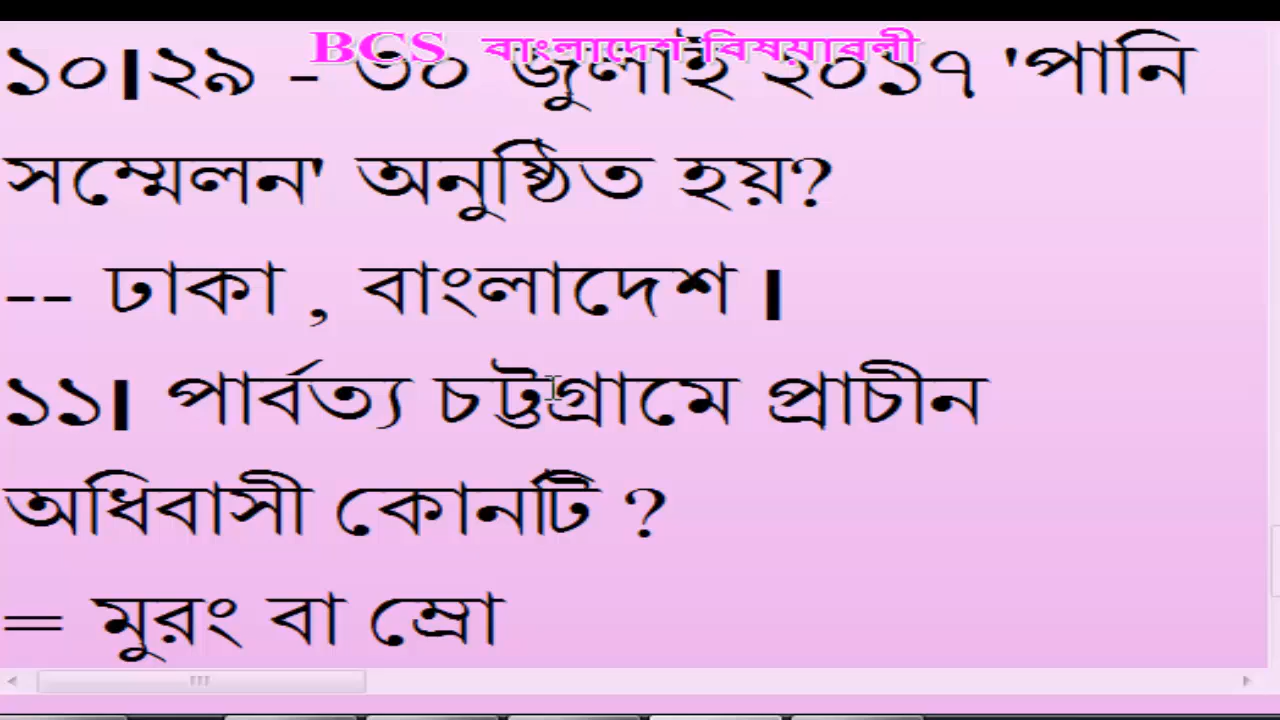 BCS বাংলাদেশ বিষয়াবলী
১০।২৯ - ৩০ জুলাই ২০১৭ 'পানি
সম্মেলন' অনুষ্ঠিত হয়?
-- ঢাকা , বাংলাদেশ।
১১। পার্বত্য চট্টগ্রামে প্রাচীন
অধিবাসী কোনটি ?
= মুরং বা ম্রো